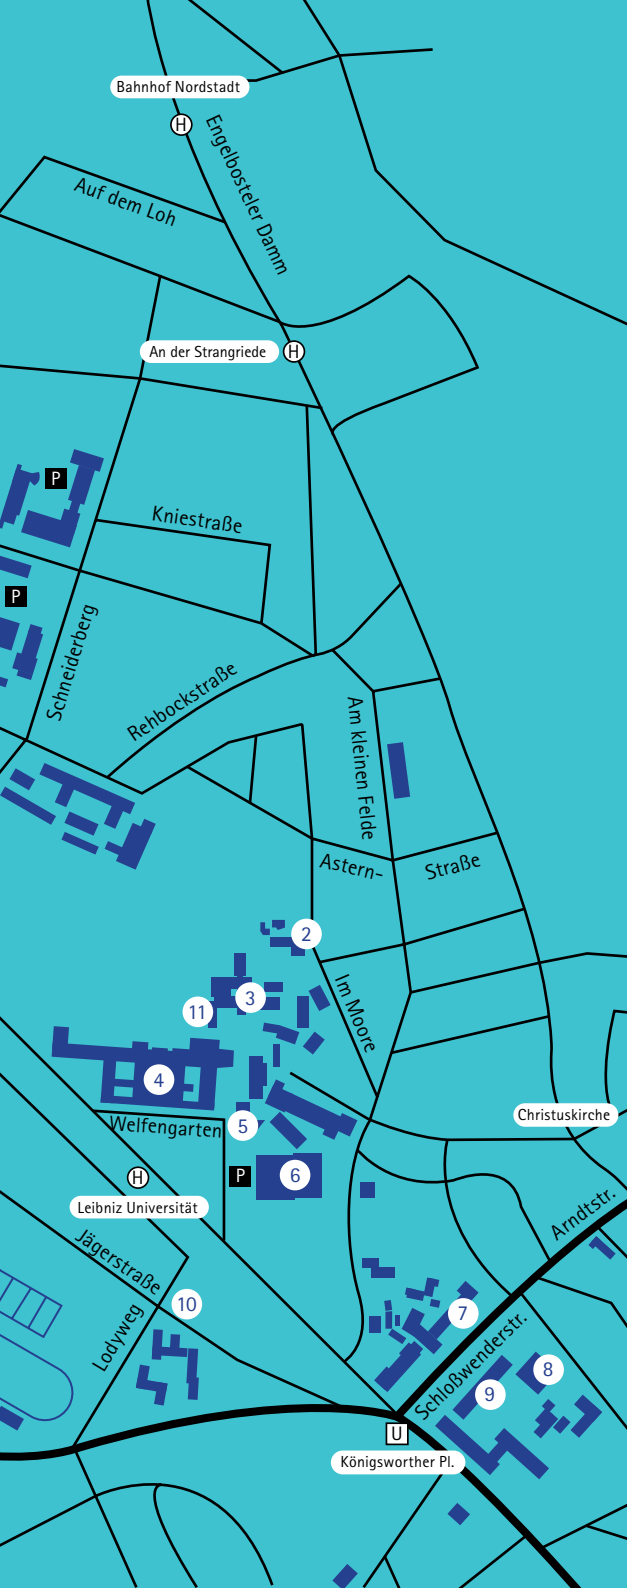 Bahnhof Nordstadt
H
Engelbosteler Damm
Auf dem Loh
An der Strangriede
H
P
Kniestraße
P
Schneiderberg
Rehbockstraße
Am kleinen Felde
Astern-
Straße
2
Im Moore
3
11
4
Christuskirche
Welfengarten
5
H
P
6
Leibniz Universität
Arndtstr.
Jägerstraße
10
7
Lodyweg
Schloßwenderstr.
8
9
U
Königsworther Pl.